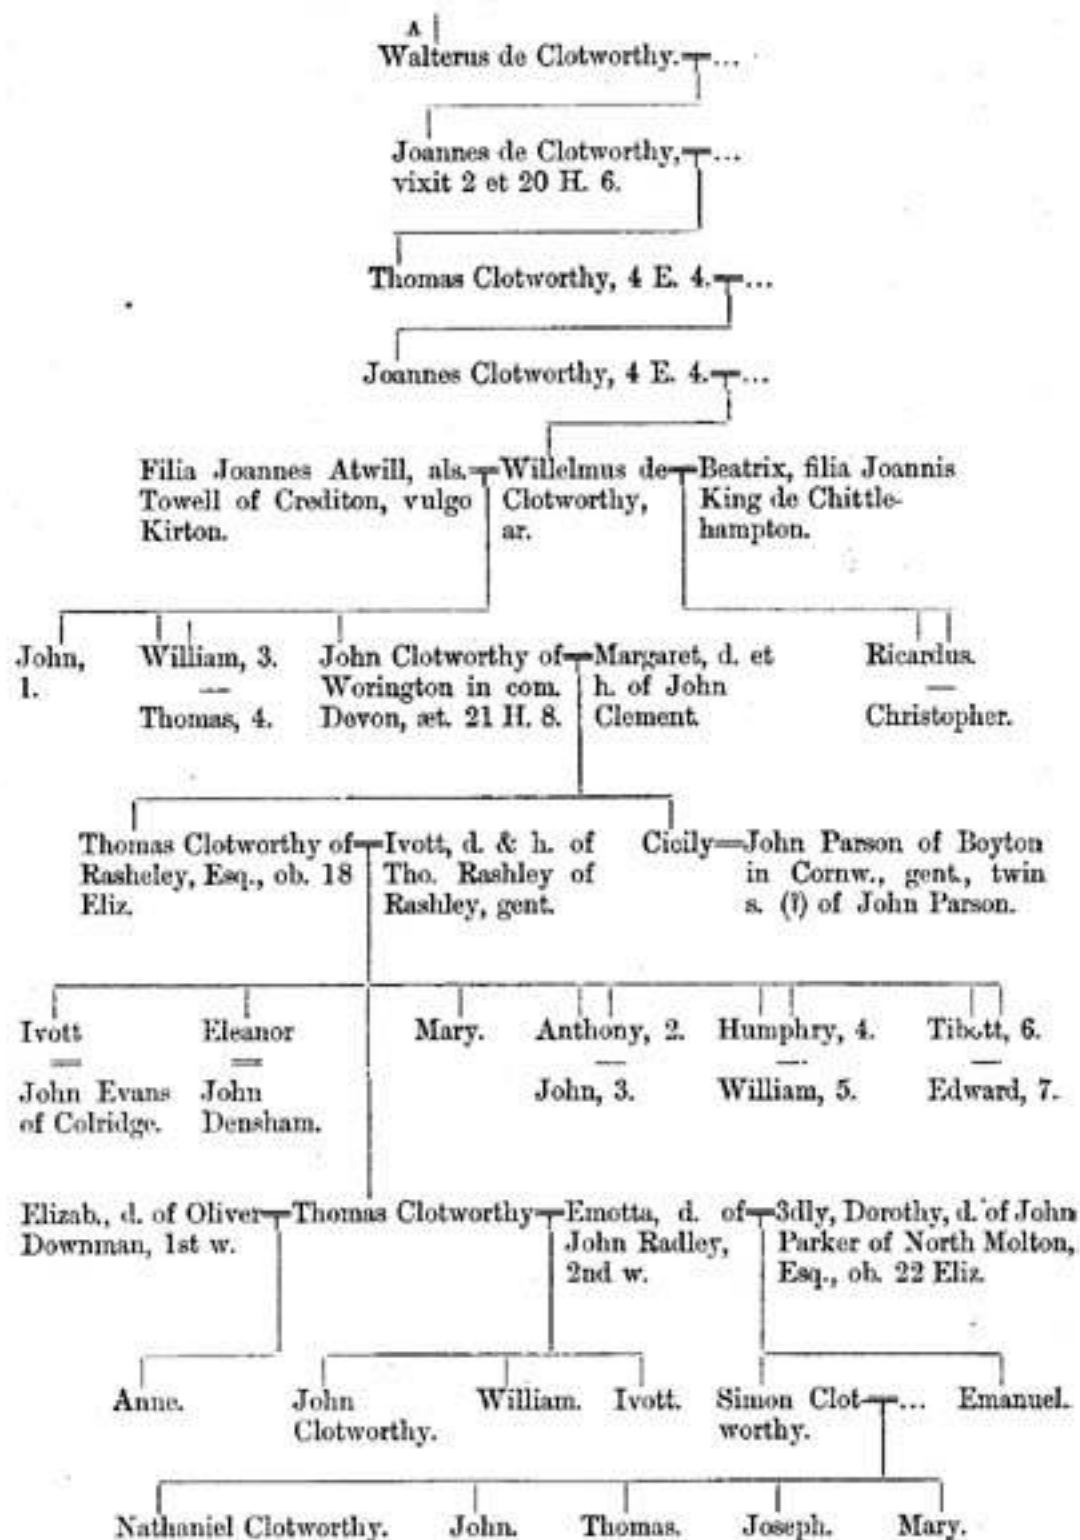 A
Walterus de Clotworthy. ...
Joannes de Clotworthy, ...
vixit 2 et 20 H. 6.
Thomas Clotworthy, 4 E. 4. ...
Joannes Clotworthy, 4 E. 4. ...
Filia Joannes Atwill, als.
Towell of Crediton, vulgo
Kirton.
Willelmus de
Clotworthy,
ar.
Beatrix, filia Joannis
King de Chittle-
hampton.
John,
1.
William, 3.
—
Thomas, 4.
John Clotworthy of
Worington in com.
Devon, æt. 21 H. 8.
Margaret, d. et
h. of John
Clement.
Ricardus.
—
Christopher.
Thomas Clotworthy of
Rasheley, Esq., ob. 18
Eliz.
Ivott, d. & h. of
Tho. Rashley of
Rashley, gent.
Cicily=John Parson of Boyton
in Cornw., gent., twin
s. (?) of John Parson.
Ivott
=
John Evans
of Colridge.
Eleanor
=
John
Densham.
Mary.
Anthony, 2.
—
John, 3.
Humphry, 4.
—
William, 5.
Tibott, 6.
—
Edward, 7.
Elizab., d. of Oliver
Downman, 1st w.
Thomas Clotworthy
Emotta, d. of
John Radley,
2nd w.
3dly, Dorothy, d. of John
Parker of North Molton,
Esq., ob. 22 Eliz.
Anne.
John
Clotworthy.
William.
Ivott.
Simon Clot- ...
worthy.
Emanuel.
Nathaniel Clotworthy.
John.
Thomas.
Joseph.
Mary.